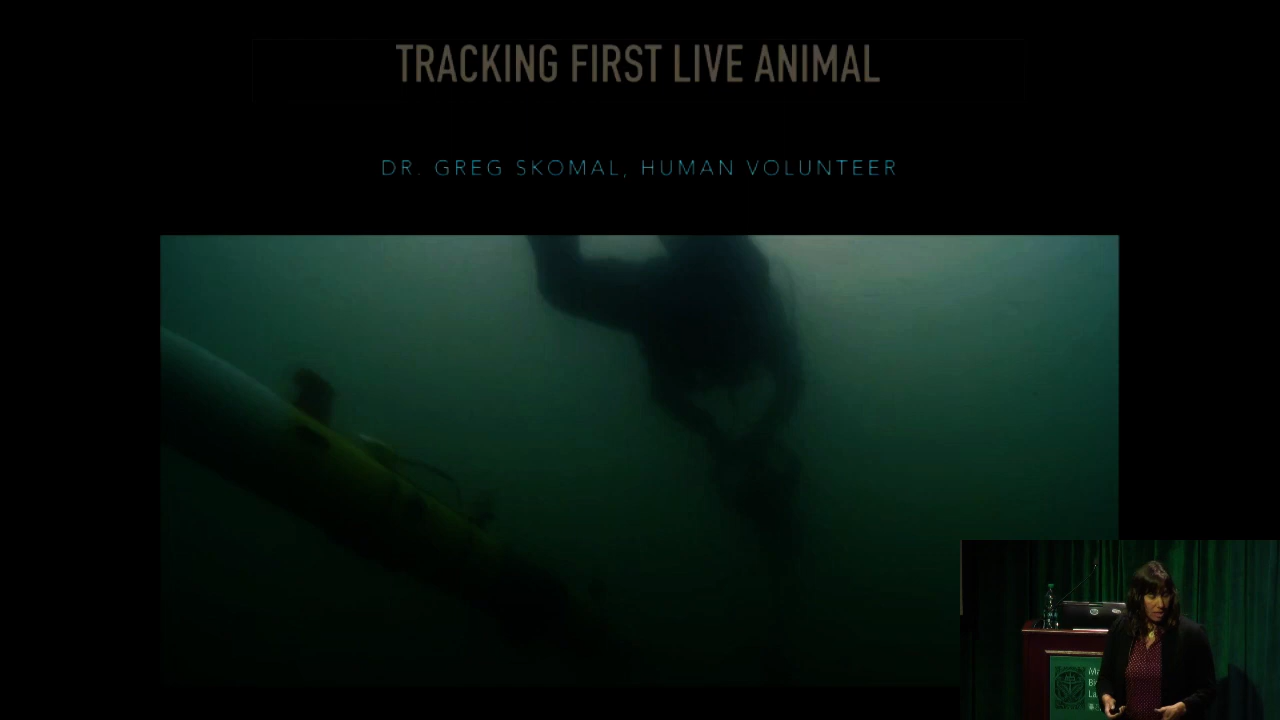 TRACKING FIRST LIVE ANIMAL
DR. GREG SKOMAL, HUMAN VOLUNTEER